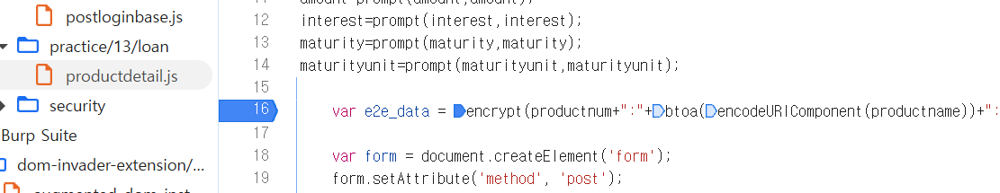 postloginbase.js
practice/13/loan
productdetail.js
security
Burp Suite
dom-invader-extension/...
11
12 interest=prompt(interest,interest);
13 maturity=prompt(maturity,maturity);
14 maturityunit=prompt(maturityunit,maturityunit);
15
16 var e2e_data = encrypt(productnum+":"+btoa(encodeURIComponent(productname))+":
17
18 var form = document.createElement('form');
19 form.setAttribute('method', 'post');